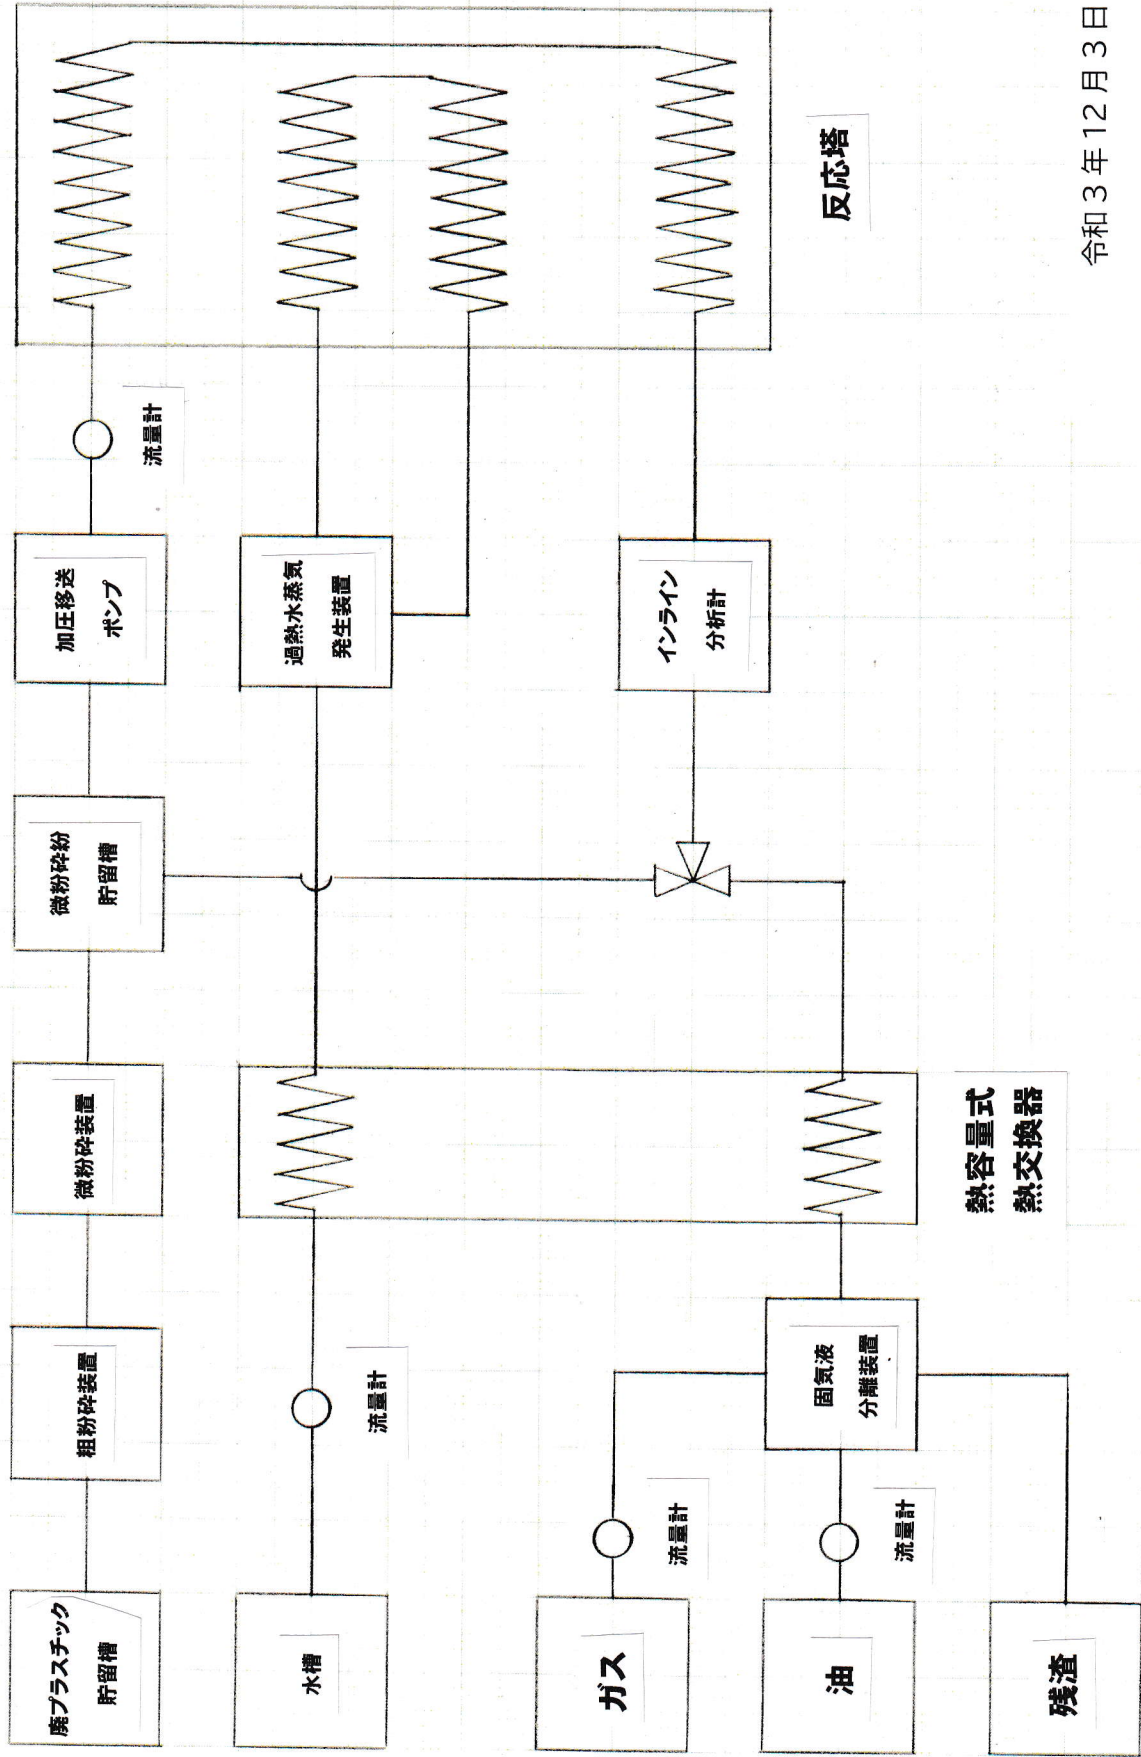 廃プラスチック
貯留槽
粗粉砕装置
微粉砕装置
微粉砕紛
貯留槽
加圧移送
ポンプ
流量計
水槽
流量計
過熱水蒸気
発生装置
反応塔
ガス
流量計
インライン
分析計
油
流量計
固気液
分離装置
熱容量式
熱交換器
残渣
令和3年12月3日